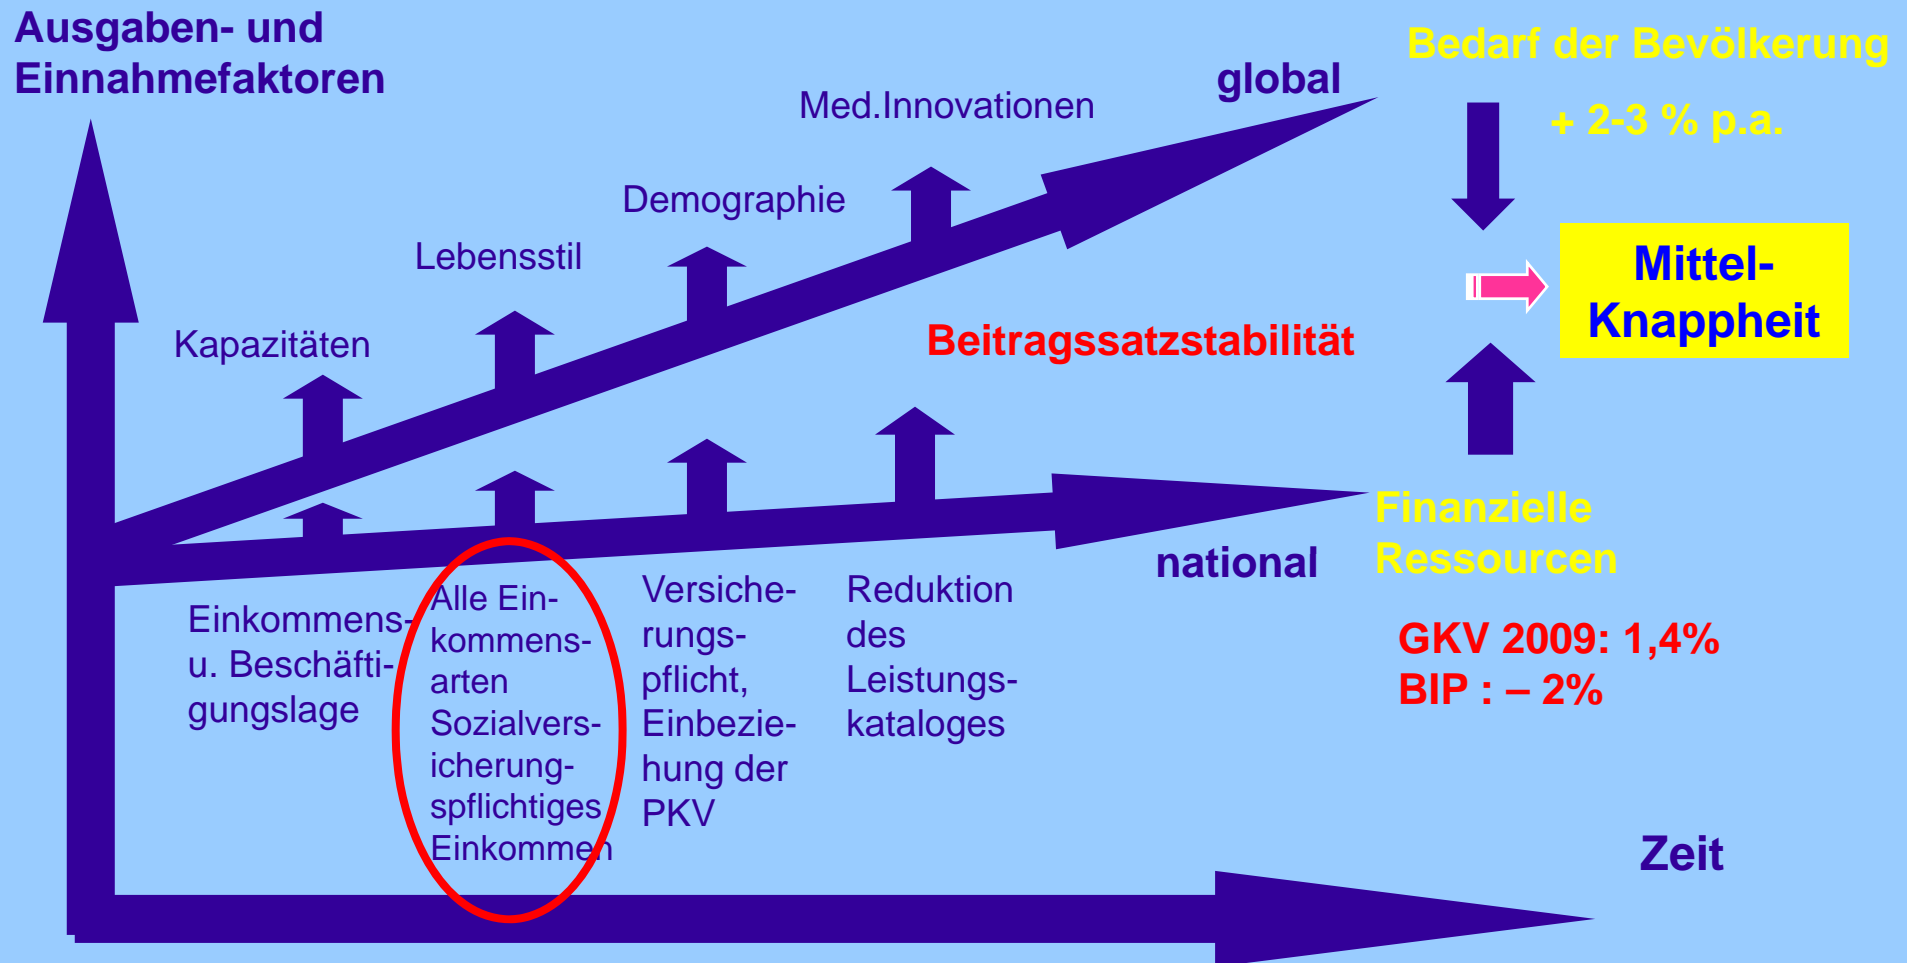 Ausgaben- und
Einnahmefaktoren
Bedarf der Bevölkerung
+ 2-3 % p.a.
global
Med.Innovationen
Demographie
Lebensstil
Kapazitäten
Mittel-
Knappheit
Beitragssatzstabilität
Finanzielle
Ressourcen
national
GKV 2009: 1,4%
BIP : – 2%
Einkommens-
u. Beschäfti-
gungslage
Alle Ein-
kommens-
arten
Sozialvers-
icherung-
spflichtiges
Einkommen
Versiche-
rungs-
pflicht,
Einbezie-
hung der
PKV
Reduktion
des
Leistungs-
kataloges
Zeit